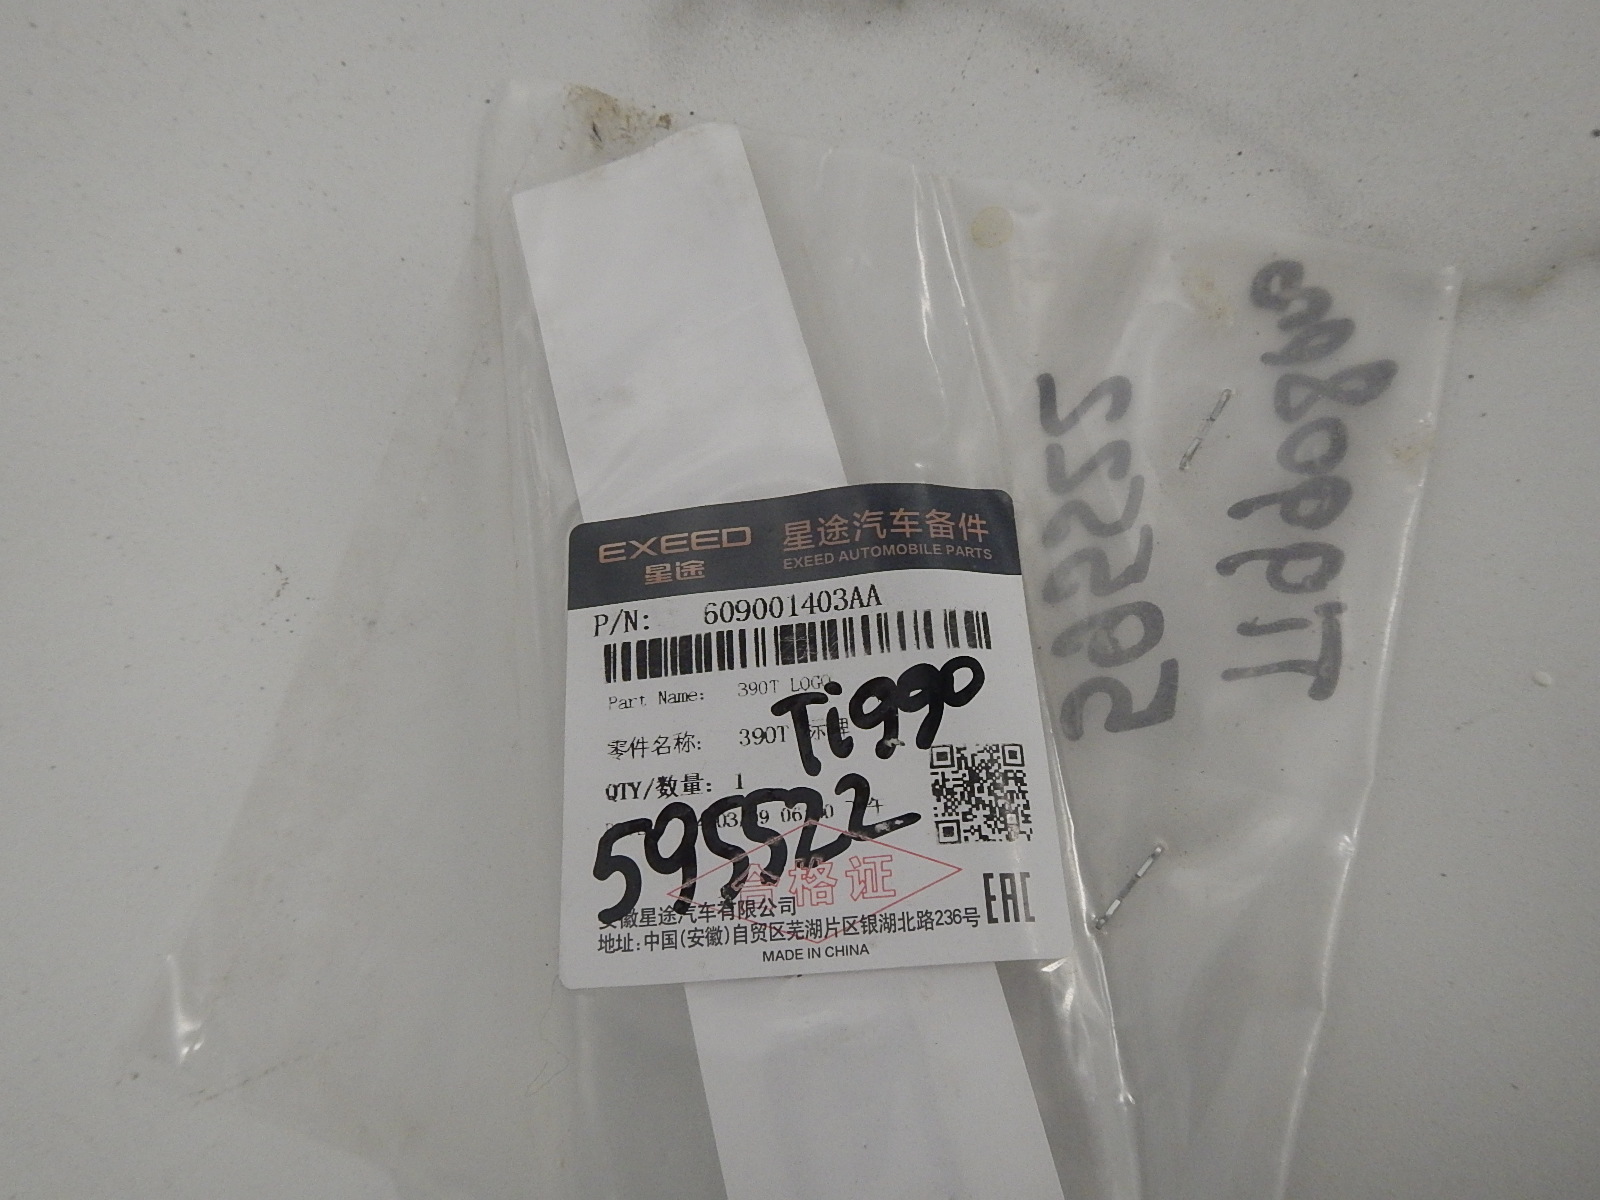 EXEED 星途汽车备件
星途 EXEED AUTOMOBILE PARTS
P/N: 609001403AA
Part Name: 390T LOGO
Tiggo
零件名称: 390T 标牌
QTY/数量: 1
595522
合格证
安徽星途汽车有限公司
EAC
地址:中国(安徽)自贸区芜湖片区银湖北路236号
MADE IN CHINA
595522